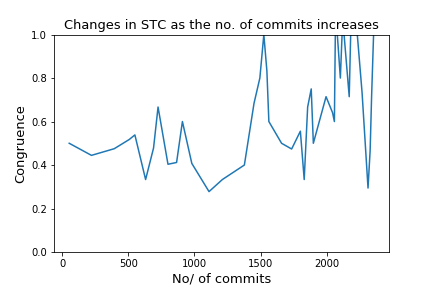 Changes in STC as the no. of commits increases
1.0
0.8
0.6
0.4
0.2
0.0
Congruence
0 500 1000 1500 2000
No/ of commits